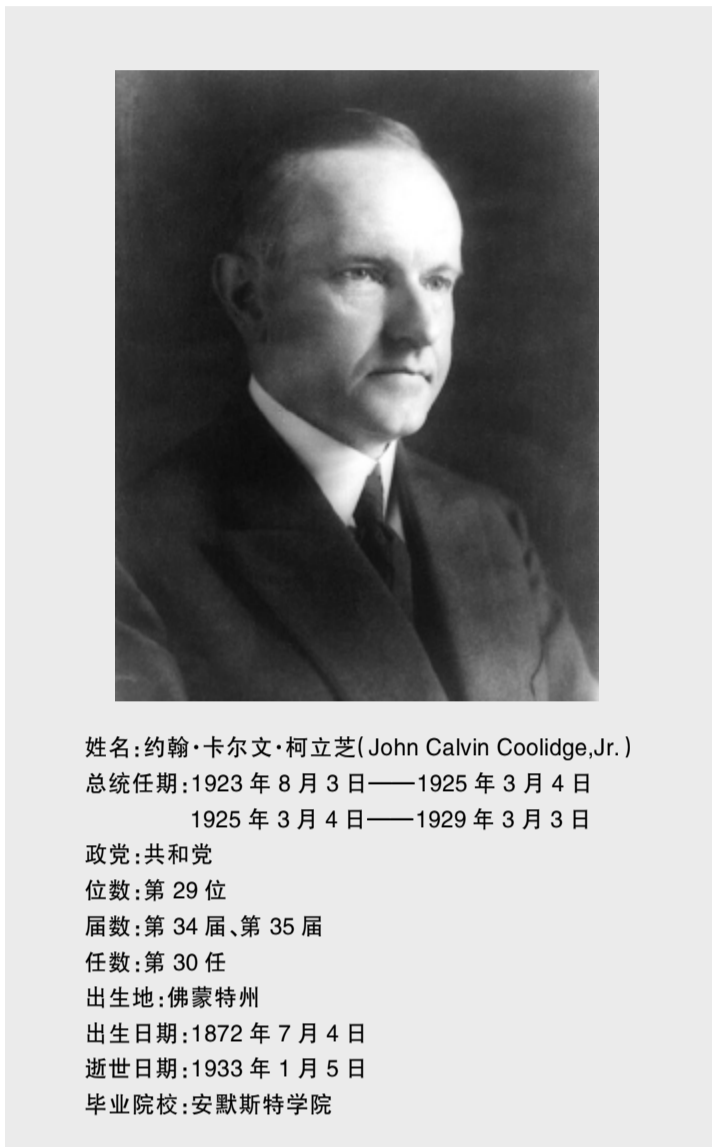 姓名:约翰·卡尔文·柯立芝(John Calvin Coolidge,Jr.)
总统任期:1923 年 8 月 3 日——1925 年 3 月 4 日
1925 年 3 月 4 日——1929 年 3 月 3 日
政党:共和党
位数:第 29 位
届数:第 34 届、第 35 届
任数:第 30 任
出生地:佛蒙特州
出生日期:1872 年 7 月 4 日
逝世日期:1933 年 1 月 5 日
毕业院校:安默斯特学院